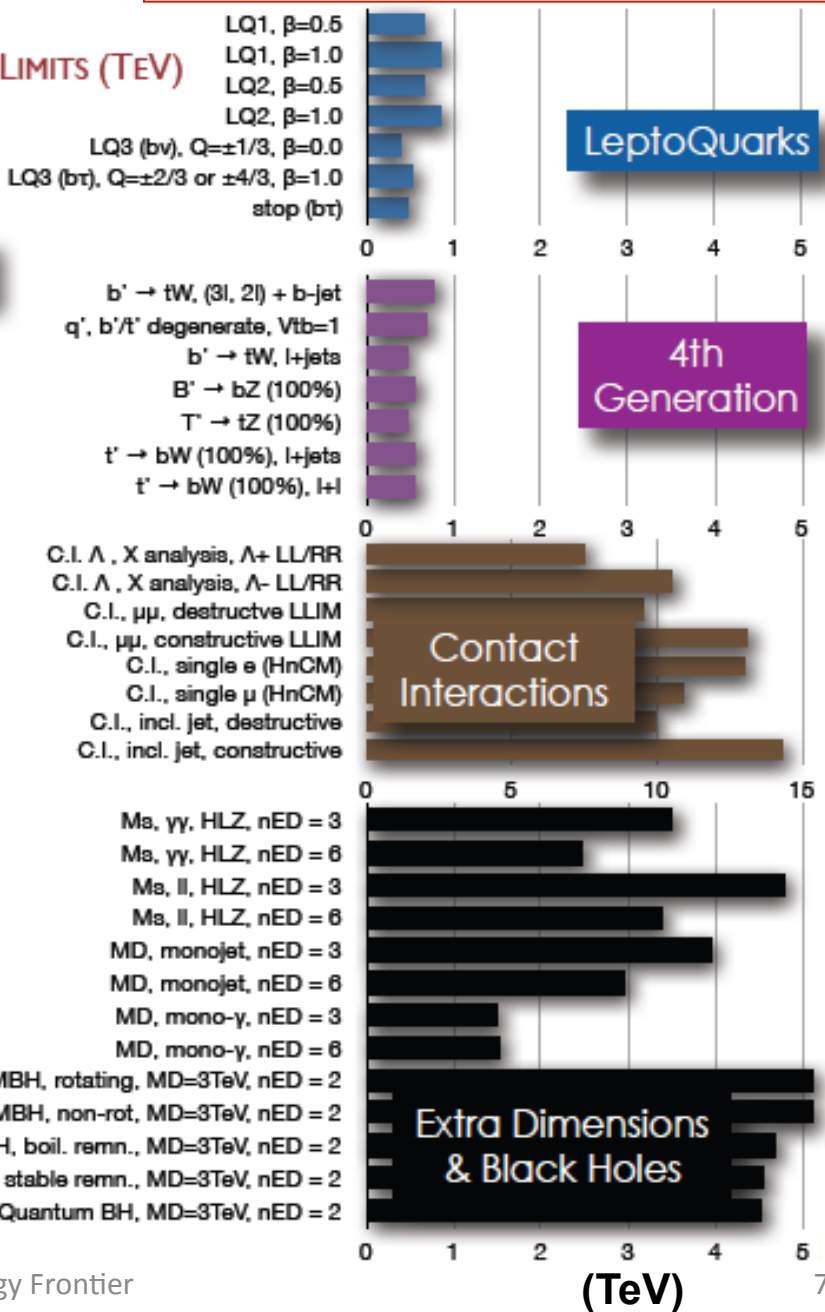 LIMITS (TEV)
LQ1, β=0.5
LQ1, β=1.0
LQ2, β=0.5
LQ2, β=1.0
LQ3 (bν), Q=±1/3, β=0.0
LQ3 (bτ), Q=±2/3 or ±4/3, β=1.0
stop (bτ)
LeptoQuarks
0 1 2 3 4 5
b' → tW, (3l, 2l) + b-jet
q', b'/t' degenerate, Vtb=1
b' → tW, l+jets
B' → bZ (100%)
T' → tZ (100%)
t' → bW (100%), l+jets
t' → bW (100%), l+l
4th
Generation
0 1 2 3 4 5
C.I. Λ , X analysis, Λ+ LL/RR
C.I. Λ , X analysis, Λ- LL/RR
C.I., μμ, destructve LLIM
C.I., μμ, constructive LLIM
C.I., single e (HnCM)
C.I., single μ (HnCM)
C.I., incl. jet, destructive
C.I., incl. jet, constructive
Contact
Interactions
0 5 10 15
Ms, γγ, HLZ, nED = 3
Ms, γγ, HLZ, nED = 6
Ms, ll, HLZ, nED = 3
Ms, ll, HLZ, nED = 6
MD, monojet, nED = 3
MD, monojet, nED = 6
MD, mono-γ, nED = 3
MD, mono-γ, nED = 6
MBH, rotating, MD=3TeV, nED = 2
MBH, non-rot, MD=3TeV, nED = 2
H, boil. remn., MD=3TeV, nED = 2
stable remn., MD=3TeV, nED = 2
Quantum BH, MD=3TeV, nED = 2
Extra Dimensions
& Black Holes
0 1 2 3 4 5
gy Frontier
(TeV)
7